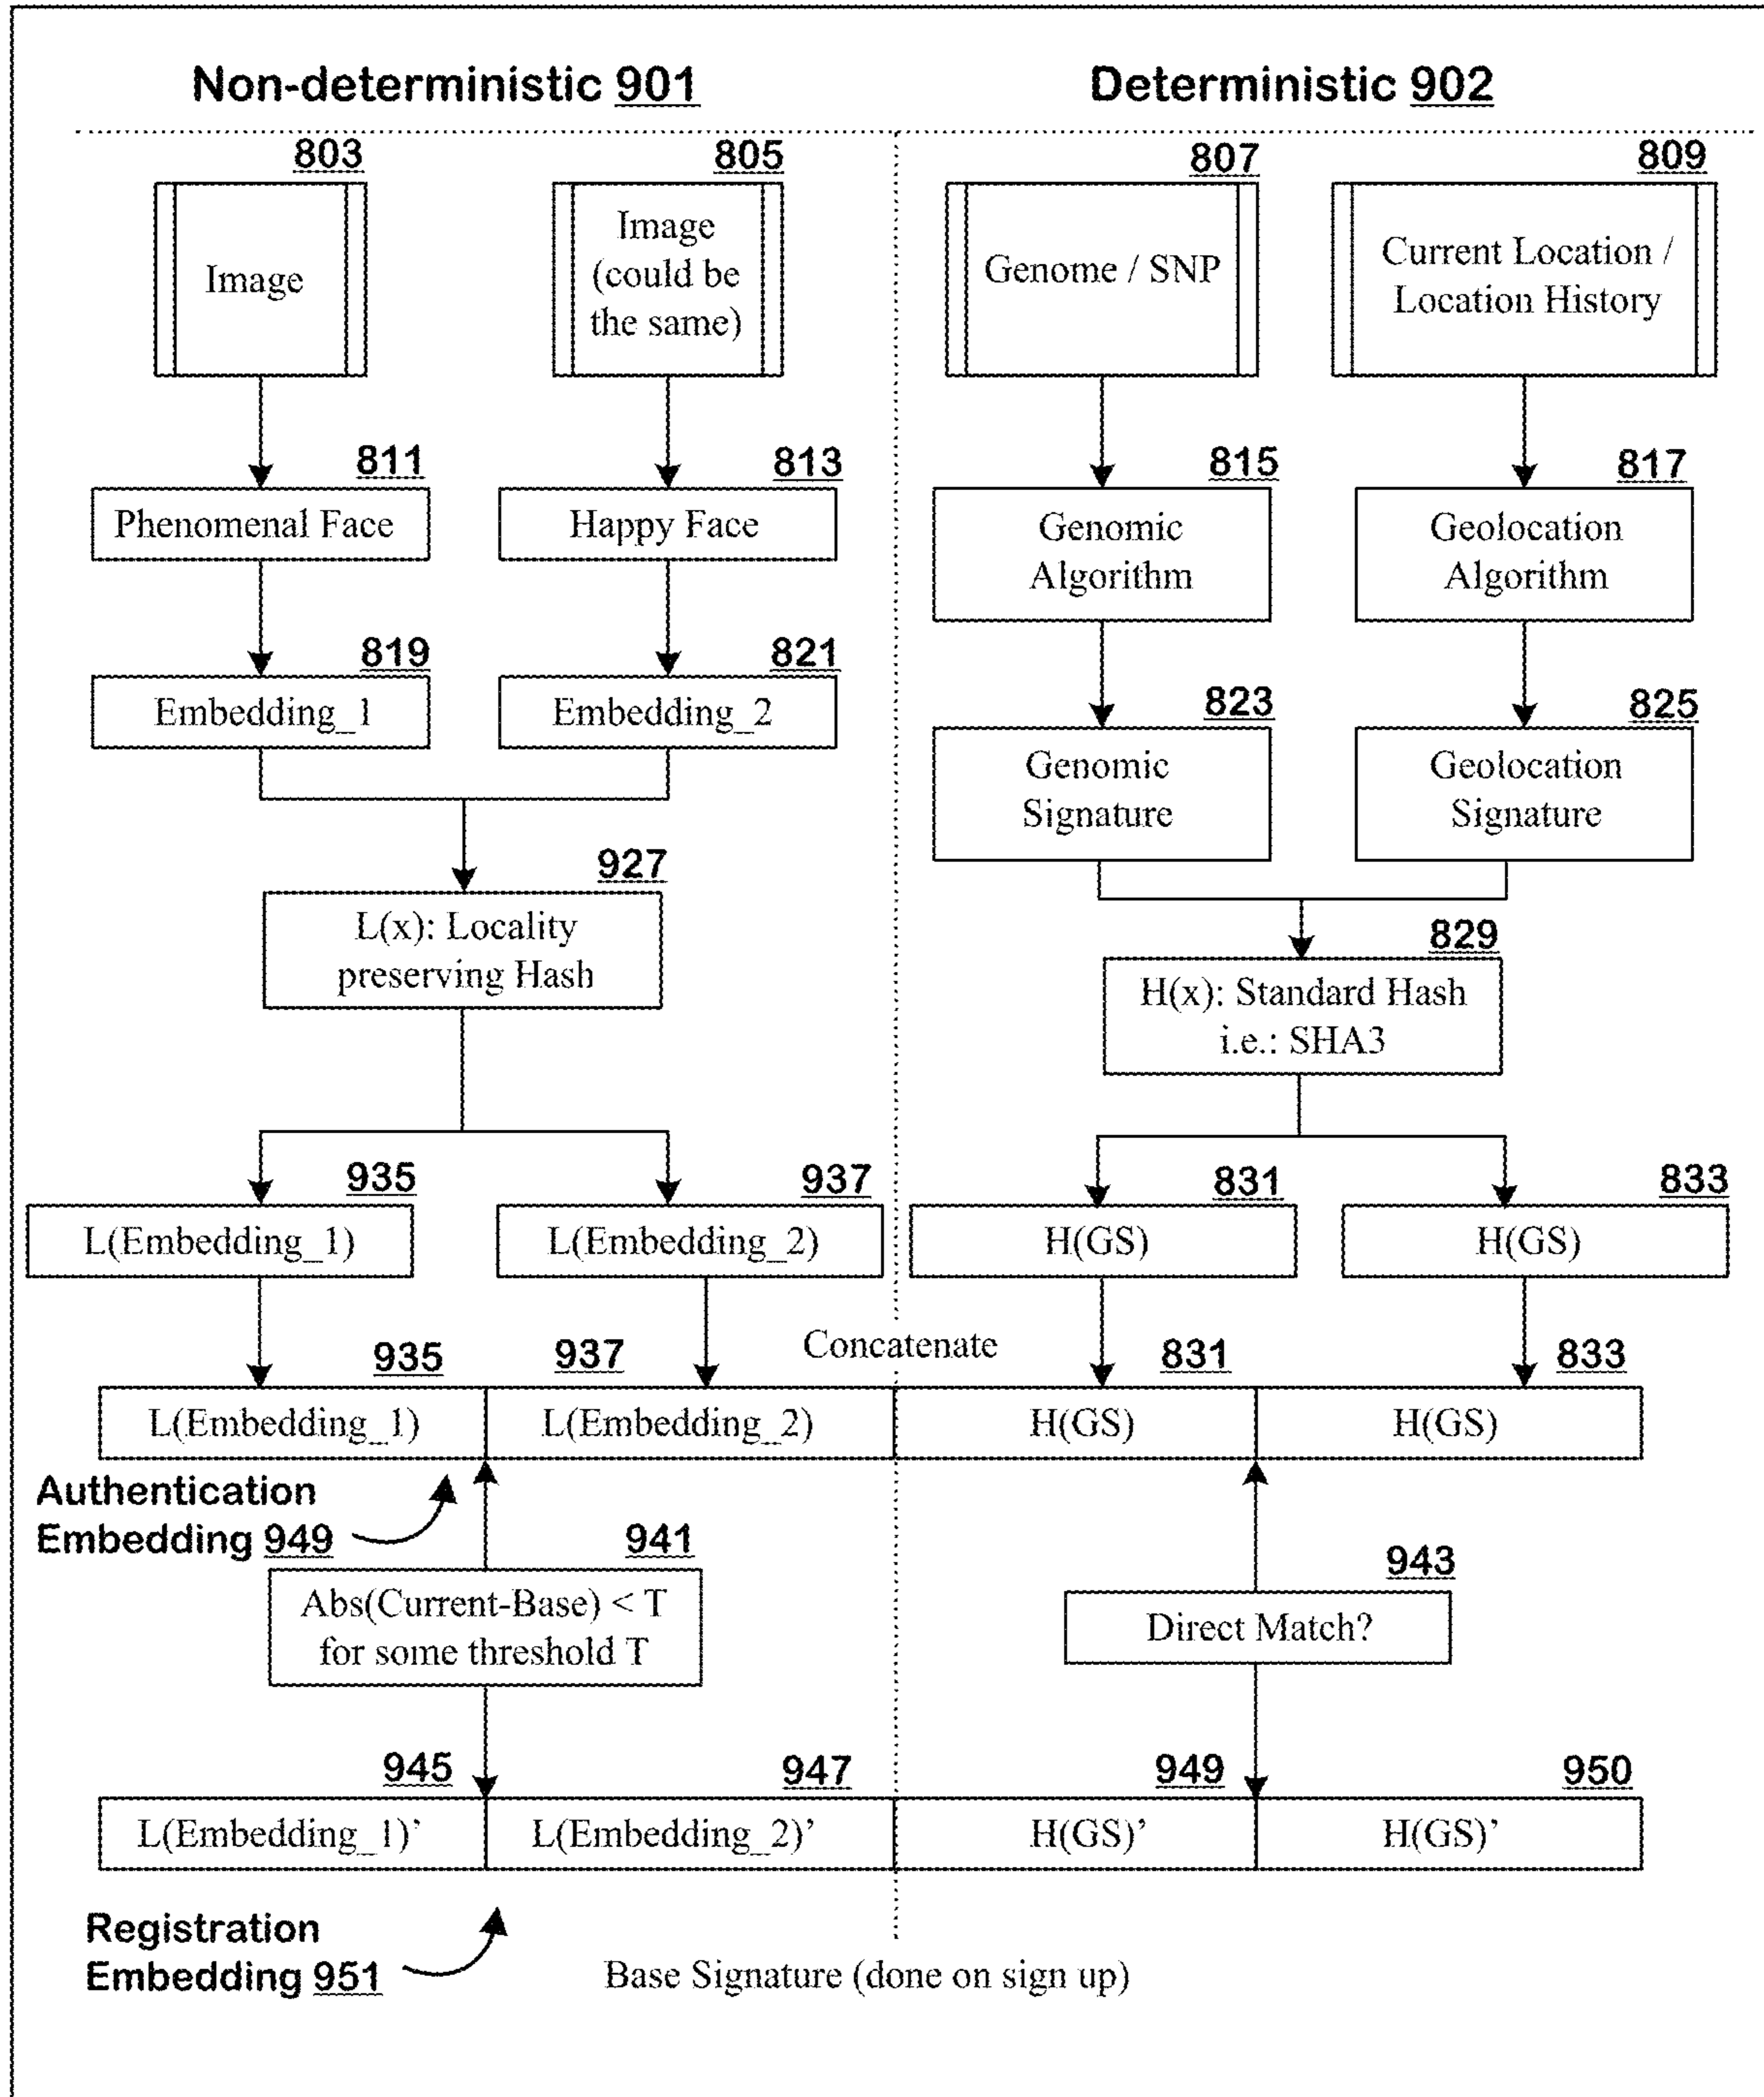 Non-deterministic 901
Deterministic 902
803
805
807
809
Image
Image
(could be
the same)
Genome / SNP
Current Location /
Location History
811
813
815
817
Phenomenal Face
Happy Face
Genomic
Algorithm
Geolocation
Algorithm
819
821
823
825
Embedding_1
Embedding_2
Genomic
Signature
Geolocation
Signature
927
L(x): Locality
preserving Hash
829
H(x): Standard Hash
i.e.: SHA3
935
937
831
833
L(Embedding_1)
L(Embedding_2)
H(GS)
H(GS)
Concatenate
935
937
831
833
L(Embedding_1)
L(Embedding_2)
H(GS)
H(GS)
Authentication
Embedding 949
941
Abs(Current-Base) < T
for some threshold T
943
Direct Match?
945
947
949
950
L(Embedding_1)’
L(Embedding_2)’
H(GS)’
H(GS)’
Registration
Embedding 951
Base Signature (done on sign up)